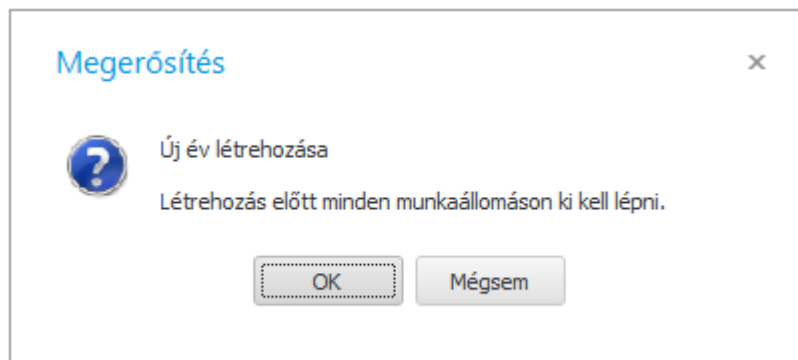 Megerősítés
Új év létrehozása
Létrehozás előtt minden munkaállomáson ki kell lépni.
OK Mégsem